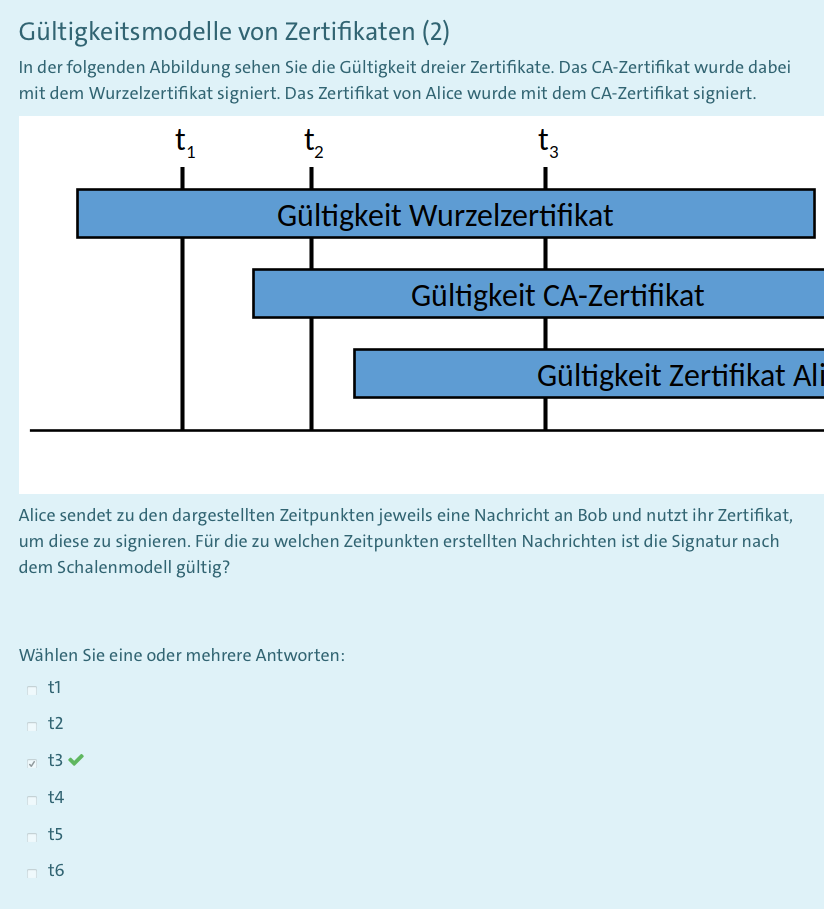 Gültigkeitsmodelle von Zertifikaten (2)
In der folgenden Abbildung sehen Sie die Gültigkeit dreier Zertifikate. Das CA-Zertifikat wurde dabei
mit dem Wurzelzertifikat signiert. Das Zertifikat von Alice wurde mit dem CA-Zertifikat signiert.
t1 t2 t3
Gültigkeit Wurzelzertifikat
Gültigkeit CA-Zertifikat
Gültigkeit Zertifikat Ali
Alice sendet zu den dargestellten Zeitpunkten jeweils eine Nachricht an Bob und nutzt ihr Zertifikat,
um diese zu signieren. Für die zu welchen Zeitpunkten erstellten Nachrichten ist die Signatur nach
dem Schalenmodell gültig?
Wählen Sie eine oder mehrere Antworten:
t1
t2
t3
t4
t5
t6